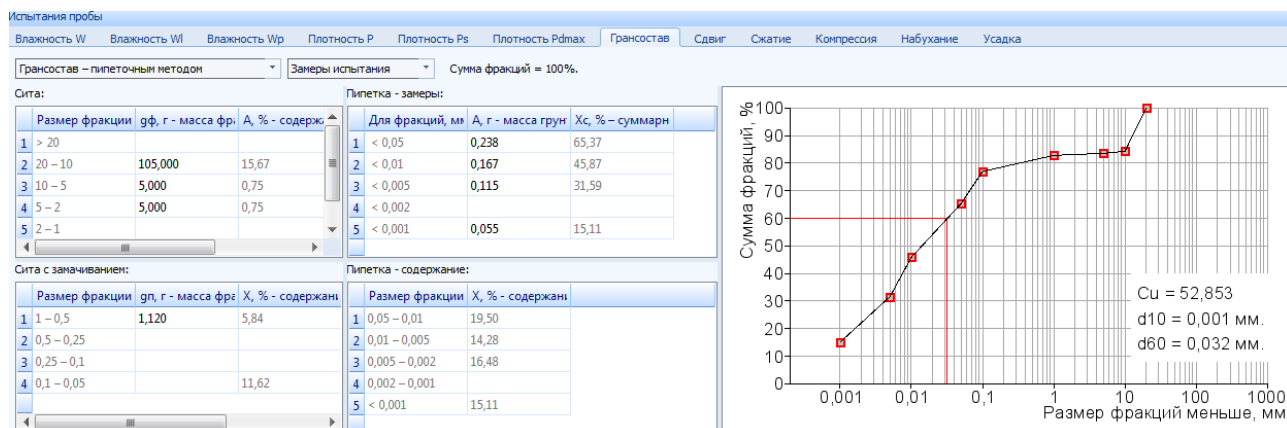 Испытания пробы
Влажность W Влажность Wl Влажность Wp Плотность P Плотность Ps Плотность Pdmax Грансостав Сдвиг Сжатие Компрессия Набухание Усадка
Грансостав – пипеточным методом Замеры испытания Сумма фракций = 100%.
Сита:
Размер фракции gф, г - масса фра A, % - содержа
1 > 20
2 20 – 10 105,000 15,67
3 10 – 5 5,000 0,75
4 5 – 2 5,000 0,75
5 2 – 1
Пипетка - замеры:
Для фракций, мм A, г - масса грун Xc, % – суммарн
1 < 0,05 0,238 65,37
2 < 0,01 0,167 45,87
3 < 0,005 0,115 31,59
4 < 0,002
5 < 0,001 0,055 15,11
Сита с замачиванием:
Размер фракции gп, г - масса фра X, % - содержани
1 1 – 0,5 1,120 5,84
2 0,5 – 0,25
3 0,25 – 0,1
4 0,1 – 0,05 11,62
Пипетка - содержание:
Размер фракции X, % - содержани
1 0,05 – 0,01 19,50
2 0,01 – 0,005 14,28
3 0,005 – 0,002 16,48
4 0,002 – 0,001
5 < 0,001 15,11
Сумма фракций, %
100
90
80
70
60
50
40
30
20
10
0
0,001 0,01 0,1 1 10 100 1000
Размер фракций меньше, мм
Cu = 52,853
d10 = 0,001 мм.
d60 = 0,032 мм.